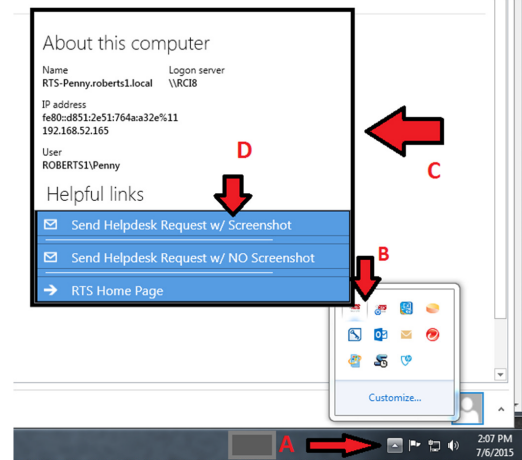 About this computer
Name Logon server
RTS-Penny.roberts1.local \\RCI8
IP address
fe80::d851:2e51:764a:a32e%11
192.168.52.165
User
ROBERTS1\Penny
D
C
Helpful links
Send Helpdesk Request w/ Screenshot
Send Helpdesk Request w/ NO Screenshot
RTS Home Page
B
Customize...
A
2:07 PM
7/6/2015